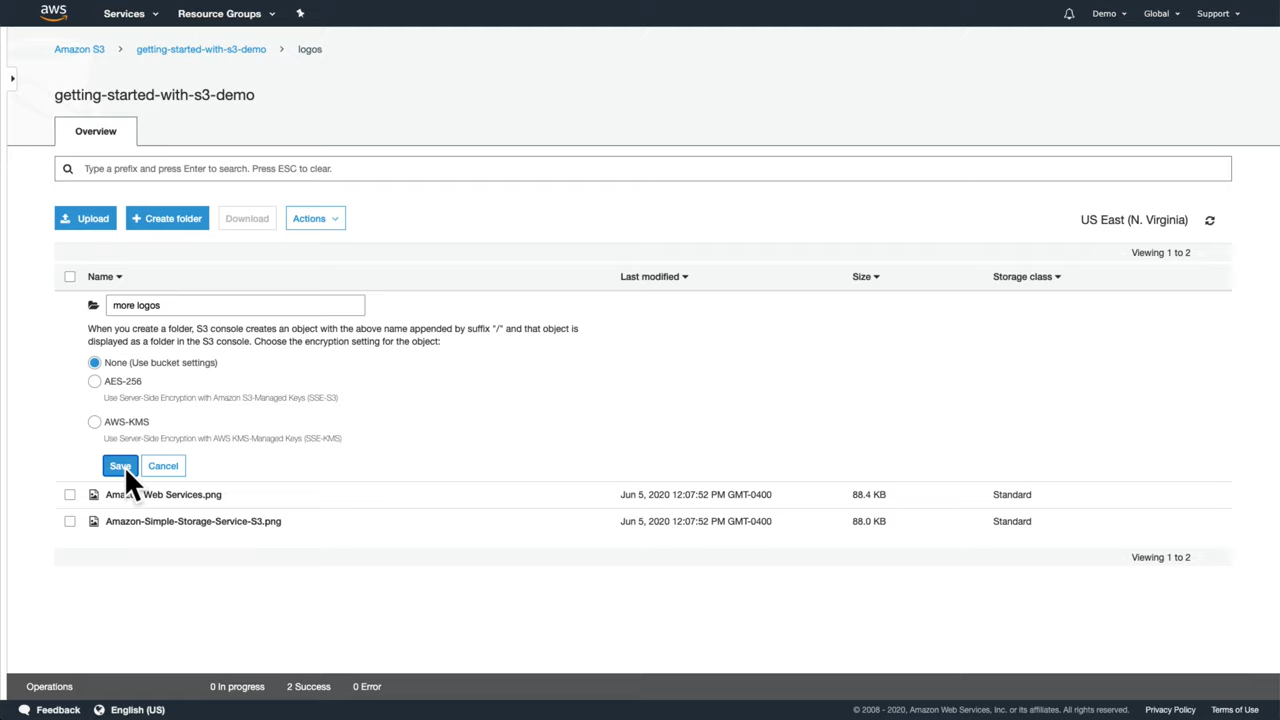 aws Services Resource Groups Demo Global Support
Amazon S3 > getting-started-with-s3-demo > logos
getting-started-with-s3-demo
Overview
Type a prefix and press Enter to search. Press ESC to clear.
Upload + Create folder Download Actions US East (N. Virginia)
Viewing 1 to 2
Name Last modified Size Storage class
more logos
When you create a folder, S3 console creates an object with the above name appended by suffix "/" and that object is
displayed as a folder in the S3 console. Choose the encryption setting for the object:
None (Use bucket settings)
AES-256
Use Server-Side Encryption with Amazon S3-Managed Keys (SSE-S3)
AWS-KMS
Use Server-Side Encryption with AWS KMS-Managed Keys (SSE-KMS)
Save Cancel
Web Services.png Jun 5, 2020 12:07:52 PM GMT-0400 88.4 KB Standard
Amazon-Simple-Storage-Service-S3.png Jun 5, 2020 12:07:52 PM GMT-0400 88.0 KB Standard
Viewing 1 to 2
Operations 0 In progress 2 Success 0 Error
Feedback English (US) © 2008 - 2020, Amazon Web Services, Inc. or its affiliates. All rights reserved. Privacy Policy Terms of Use